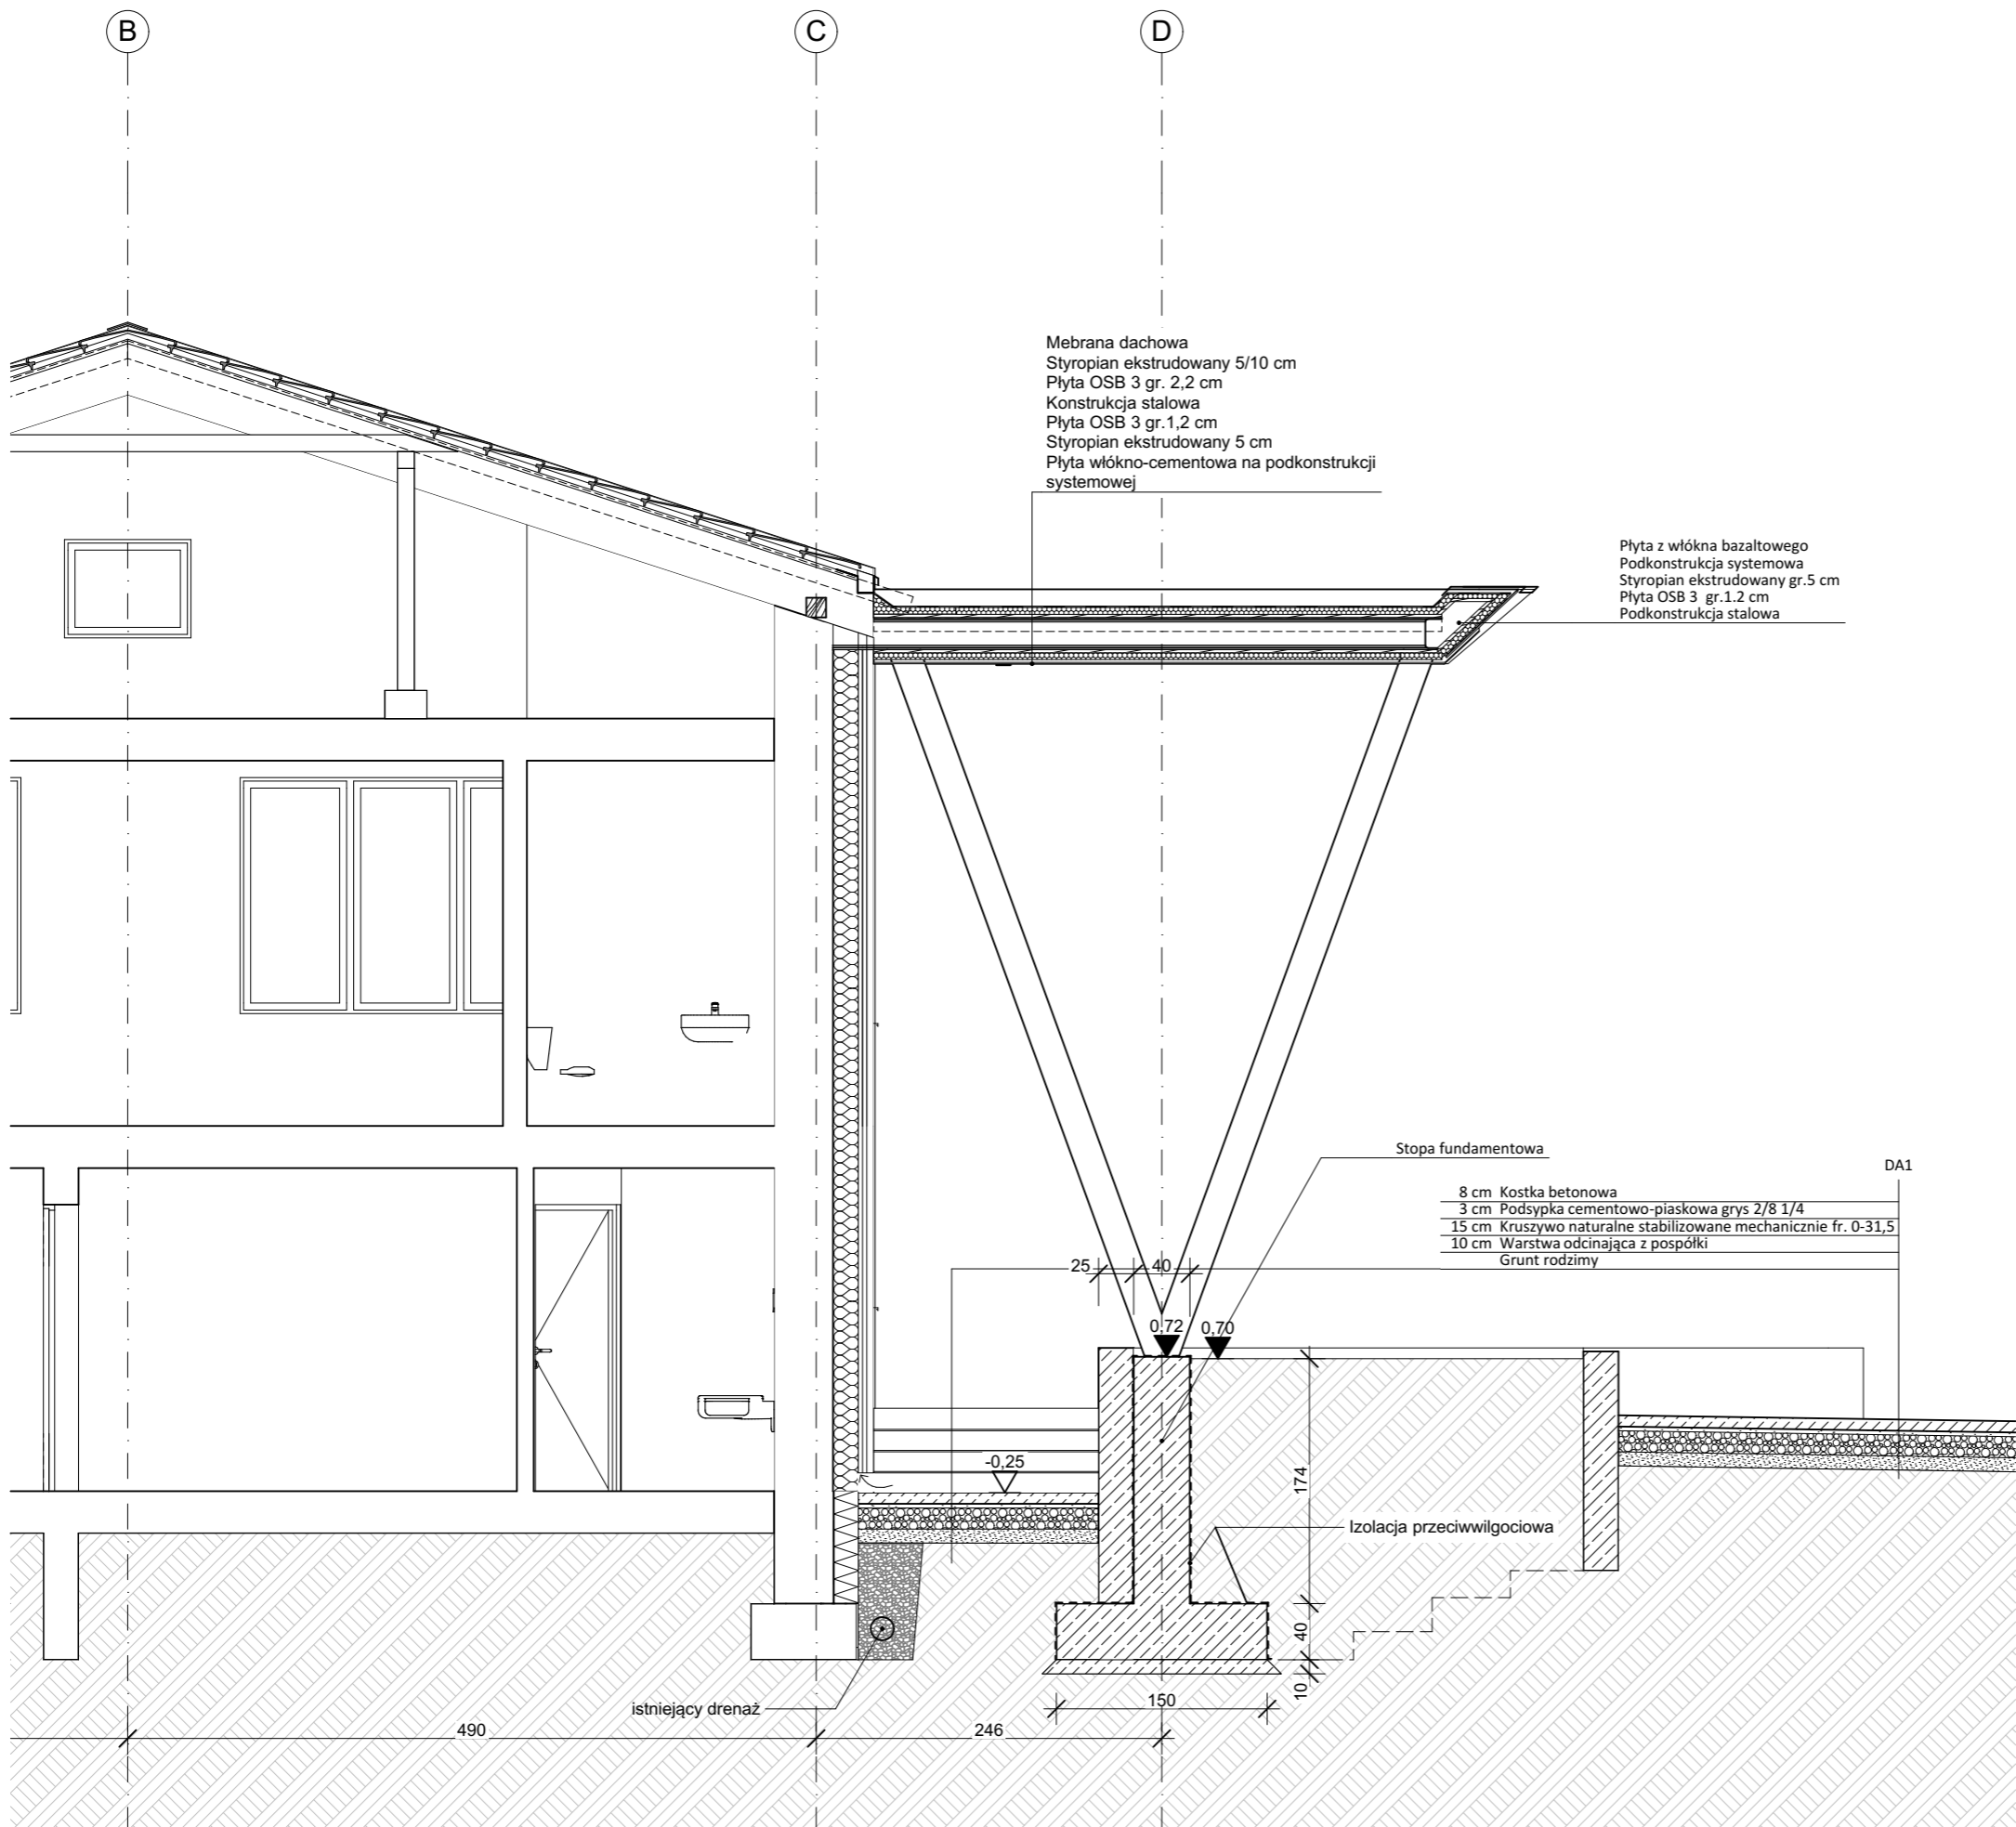 B
C
D
Mebrana dachowa
Styropian ekstrudowany 5/10 cm
Płyta OSB 3 gr. 2,2 cm
Konstrukcja stalowa
Płyta OSB 3 gr.1,2 cm
Styropian ekstrudowany 5 cm
Płyta włókno-cementowa na podkonstrukcji
systemowej
Płyta z włókna bazaltowego
Podkonstrukcja systemowa
Styropian ekstrudowany gr.5 cm
Płyta OSB 3 gr.1.2 cm
Podkonstrukcja stalowa
Stopa fundamentowa
DA1
8 cm Kostka betonowa
3 cm Podsypka cementowo-piaskowa grys 2/8 1/4
15 cm Kruszywo naturalne stabilizowane mechanicznie fr. 0-31,5
10 cm Warstwa odcinająca z pospółki
Grunt rodzimy
25
40
0,72
0,70
-0,25
174
Izolacja przeciwwilgociowa
40
10
150
istniejący drenaż
490
246